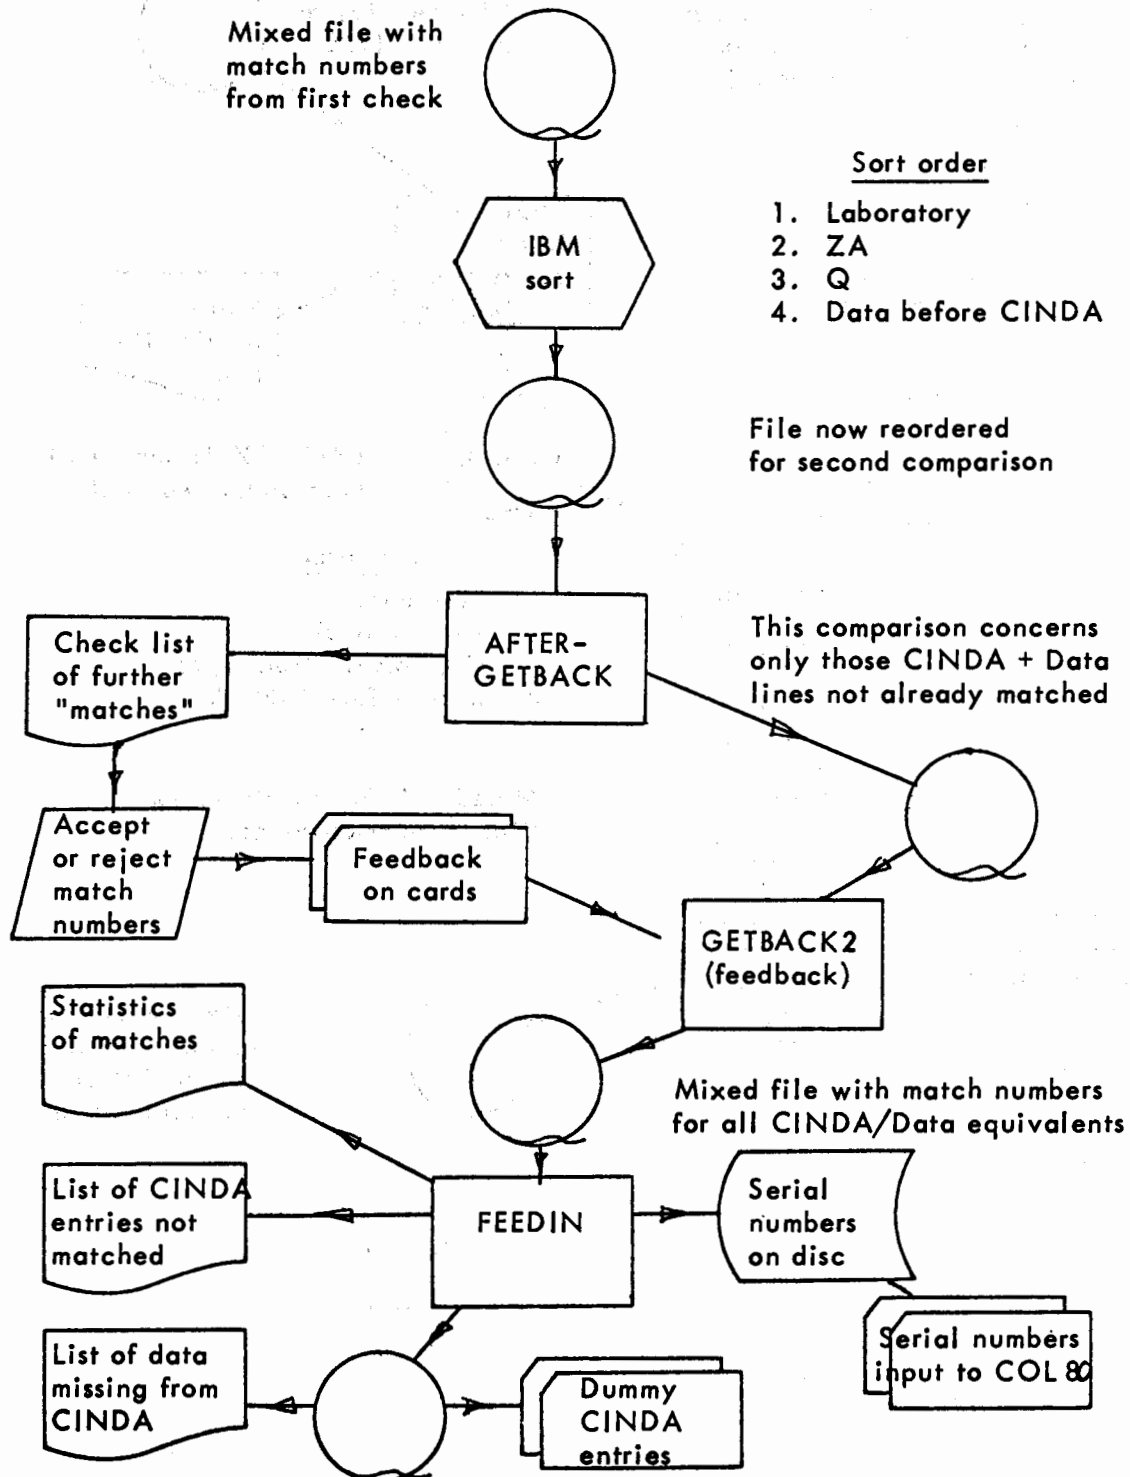 Mixed file with
match numbers
from first check
Sort order
1. Laboratory
2. ZA
3. Q
4. Data before CINDA
IBM
sort
File now reordered
for second comparison
AFTER-
GETBACK
This comparison concerns
only those CINDA + Data
lines not already matched
Check list
of further
"matches"
Accept
or reject
match
numbers
Feedback
on cards
GETBACK2
(feedback)
Statistics
of matches
Mixed file with match numbers
for all CINDA/Data equivalents
List of CINDA
entries not
matched
FEEDIN
Serial
numbers
on disc
Serial numbers
input to COL 80
List of data
missing from
CINDA
Dummy
CINDA
entries